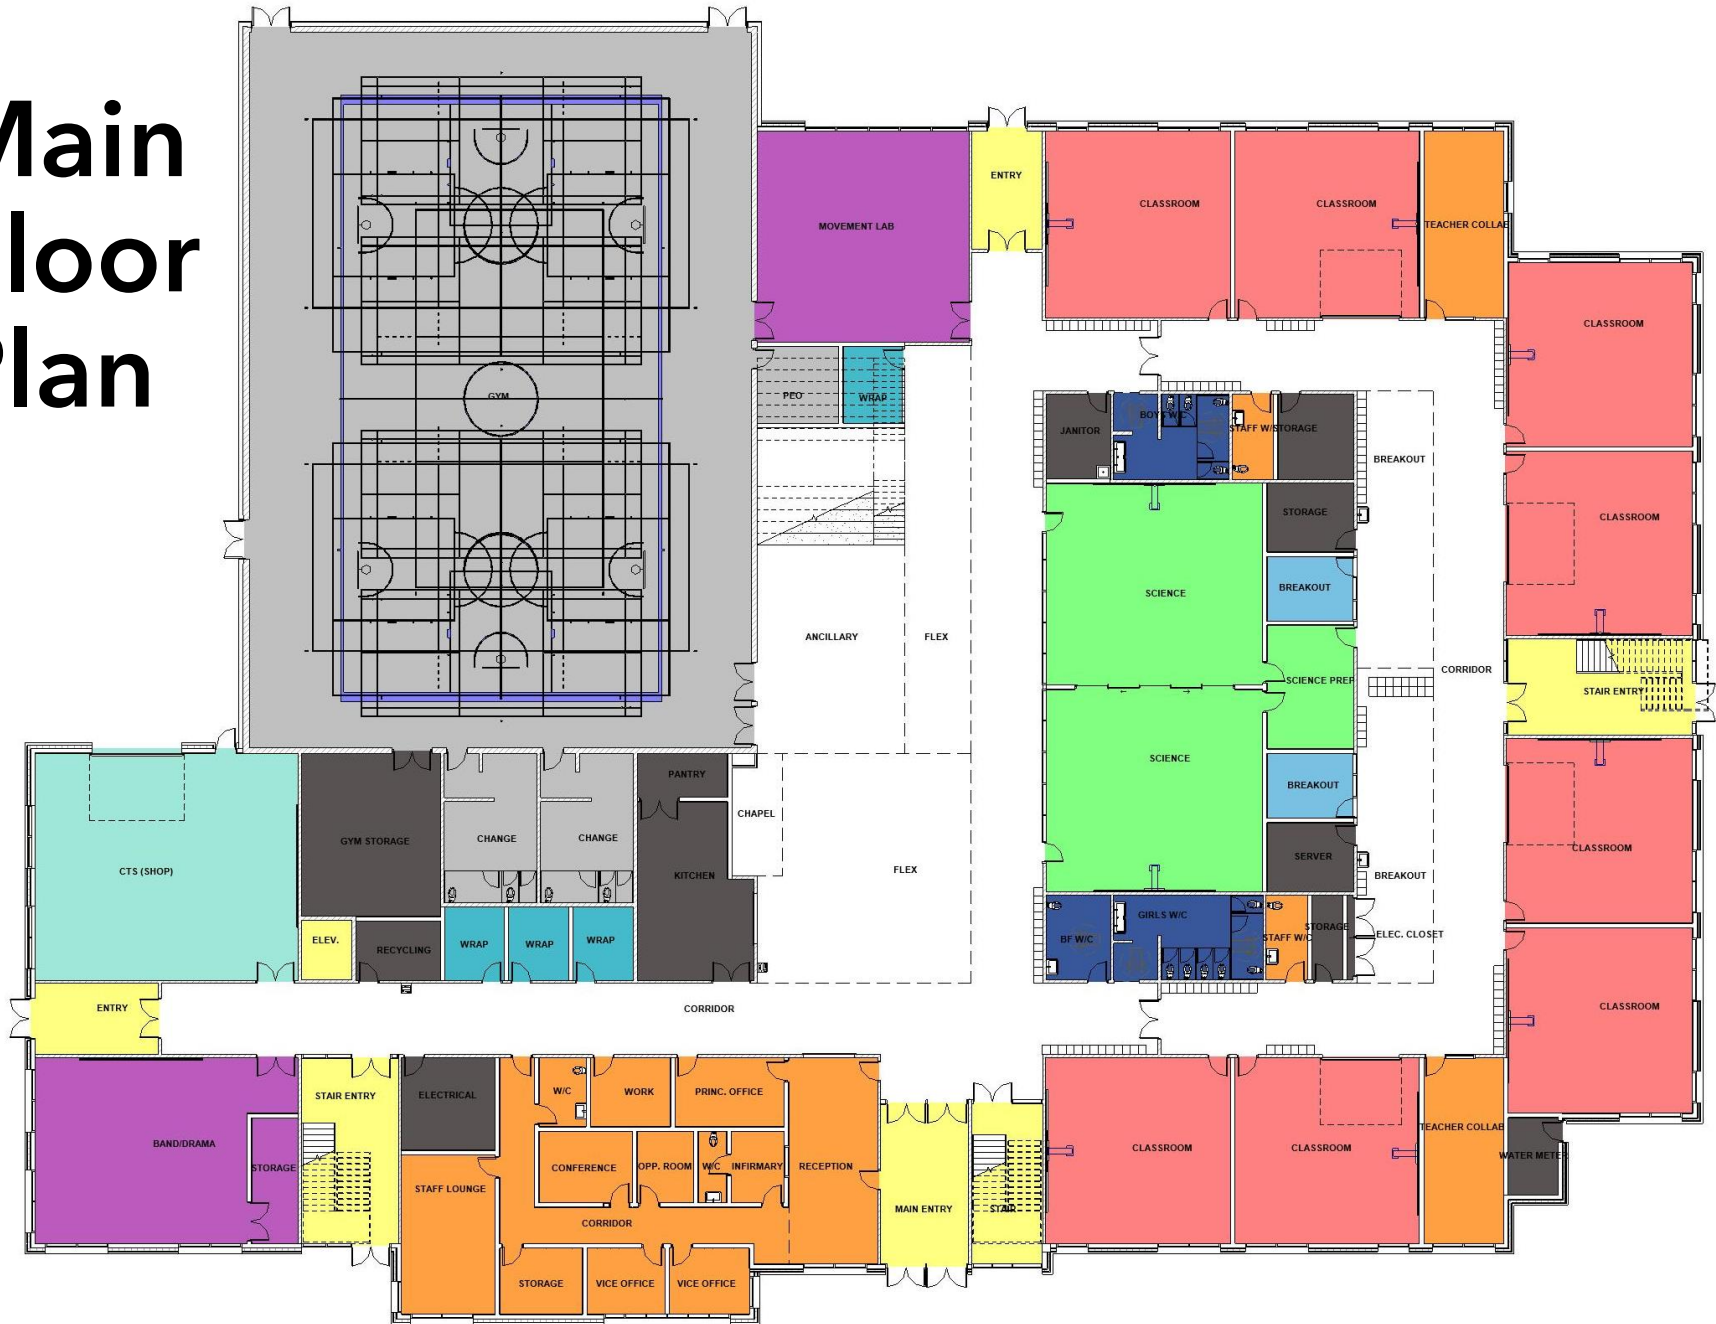 Main
Floor
Plan
ENTRY
CLASSROOM
CLASSROOM
TEACHER COLLAB
MOVEMENT LAB
CLASSROOM
GYM
PEO
WRAP
JANITOR
BOYS W/C
STAFF W/
STORAGE
BREAKOUT
STORAGE
CLASSROOM
SCIENCE
BREAKOUT
ANCILLARY
FLEX
SCIENCE PREP
CORRIDOR
STAIR ENTRY
SCIENCE
PANTRY
BREAKOUT
CHAPEL
GYM STORAGE
CHANGE
CHANGE
CLASSROOM
SERVER
CTS (SHOP)
KITCHEN
FLEX
BREAKOUT
GIRLS W/C
STORAGE
ELEV.
RECYCLING
WRAP
WRAP
WRAP
BF W/C
STAFF W/C
ELEC. CLOSET
ENTRY
CORRIDOR
CLASSROOM
STAIR ENTRY
ELECTRICAL
W/C
WORK
PRINC. OFFICE
BAND/DRAMA
TEACHER COLLAB
CLASSROOM
CLASSROOM
WATER METER
STORAGE
CONFERENCE
OPP. ROOM
W/C
INFIRMARY
RECEPTION
STAFF LOUNGE
MAIN ENTRY
STAIR
CORRIDOR
STORAGE
VICE OFFICE
VICE OFFICE